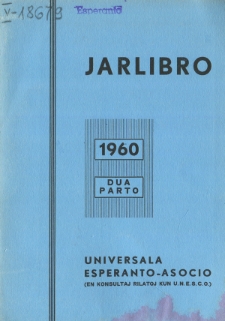 V-18679
Esperanto
JARLIBRO
1960
DUA
PARTO
UNIVERSALA
ESPERANTO-ASOCIO
(EN KONSULTAJ RILATOJ KUN U.N.E.S.C.O.)